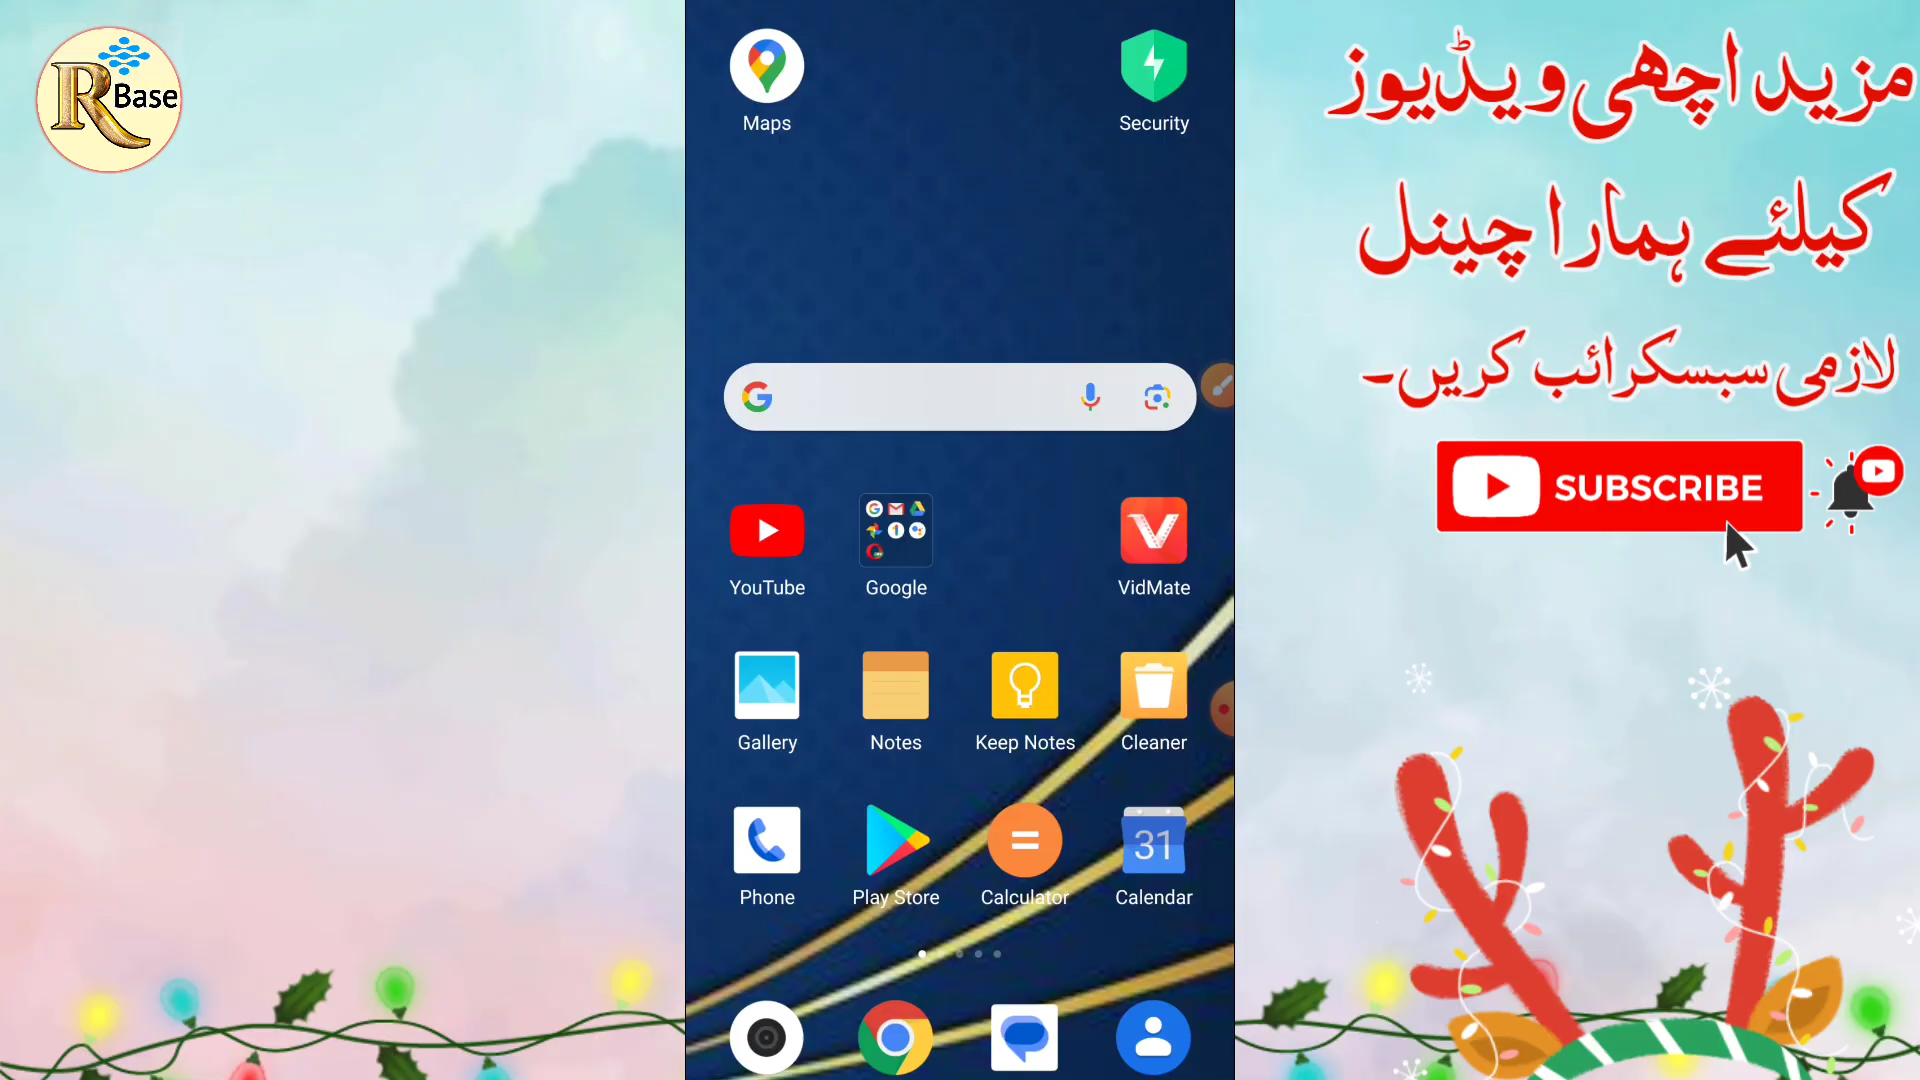 R Base
Maps
Security
YouTube
Google
VidMate
Gallery
Notes
Keep Notes
Cleaner
31
Phone
Play Store
Calculator
Calendar
مزید اچھی ویڈیوز
کیلئے ہمارا چینل
لازمی سبسکرائب کریں۔
SUBSCRIBE